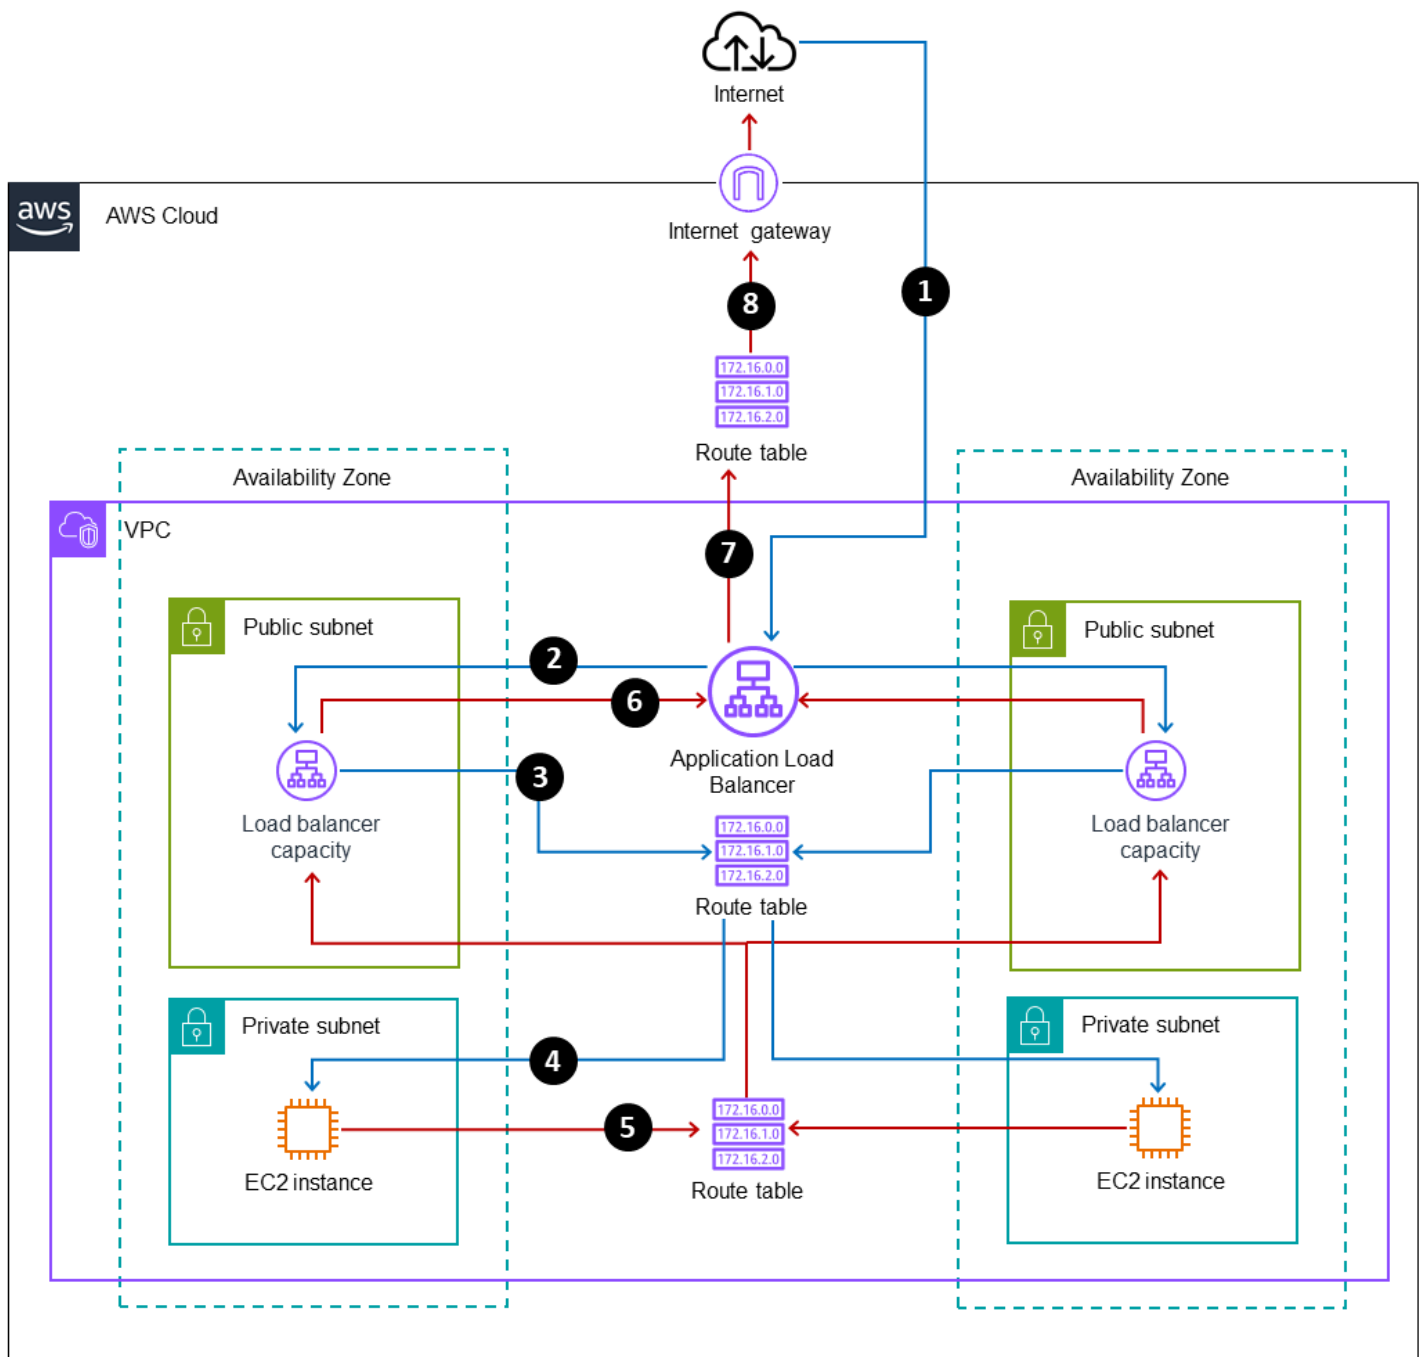 Internet
aws
AWS Cloud
Internet gateway
1
8
172.16.0.0
172.16.1.0
172.16.2.0
Route table
Availability Zone
Availability Zone
VPC
7
Public subnet
Public subnet
2
6
Application Load
Balancer
3
Load balancer
capacity
Load balancer
capacity
172.16.0.0
172.16.1.0
172.16.2.0
Route table
Private subnet
Private subnet
4
5
172.16.0.0
172.16.1.0
172.16.2.0
EC2 instance
EC2 instance
Route table